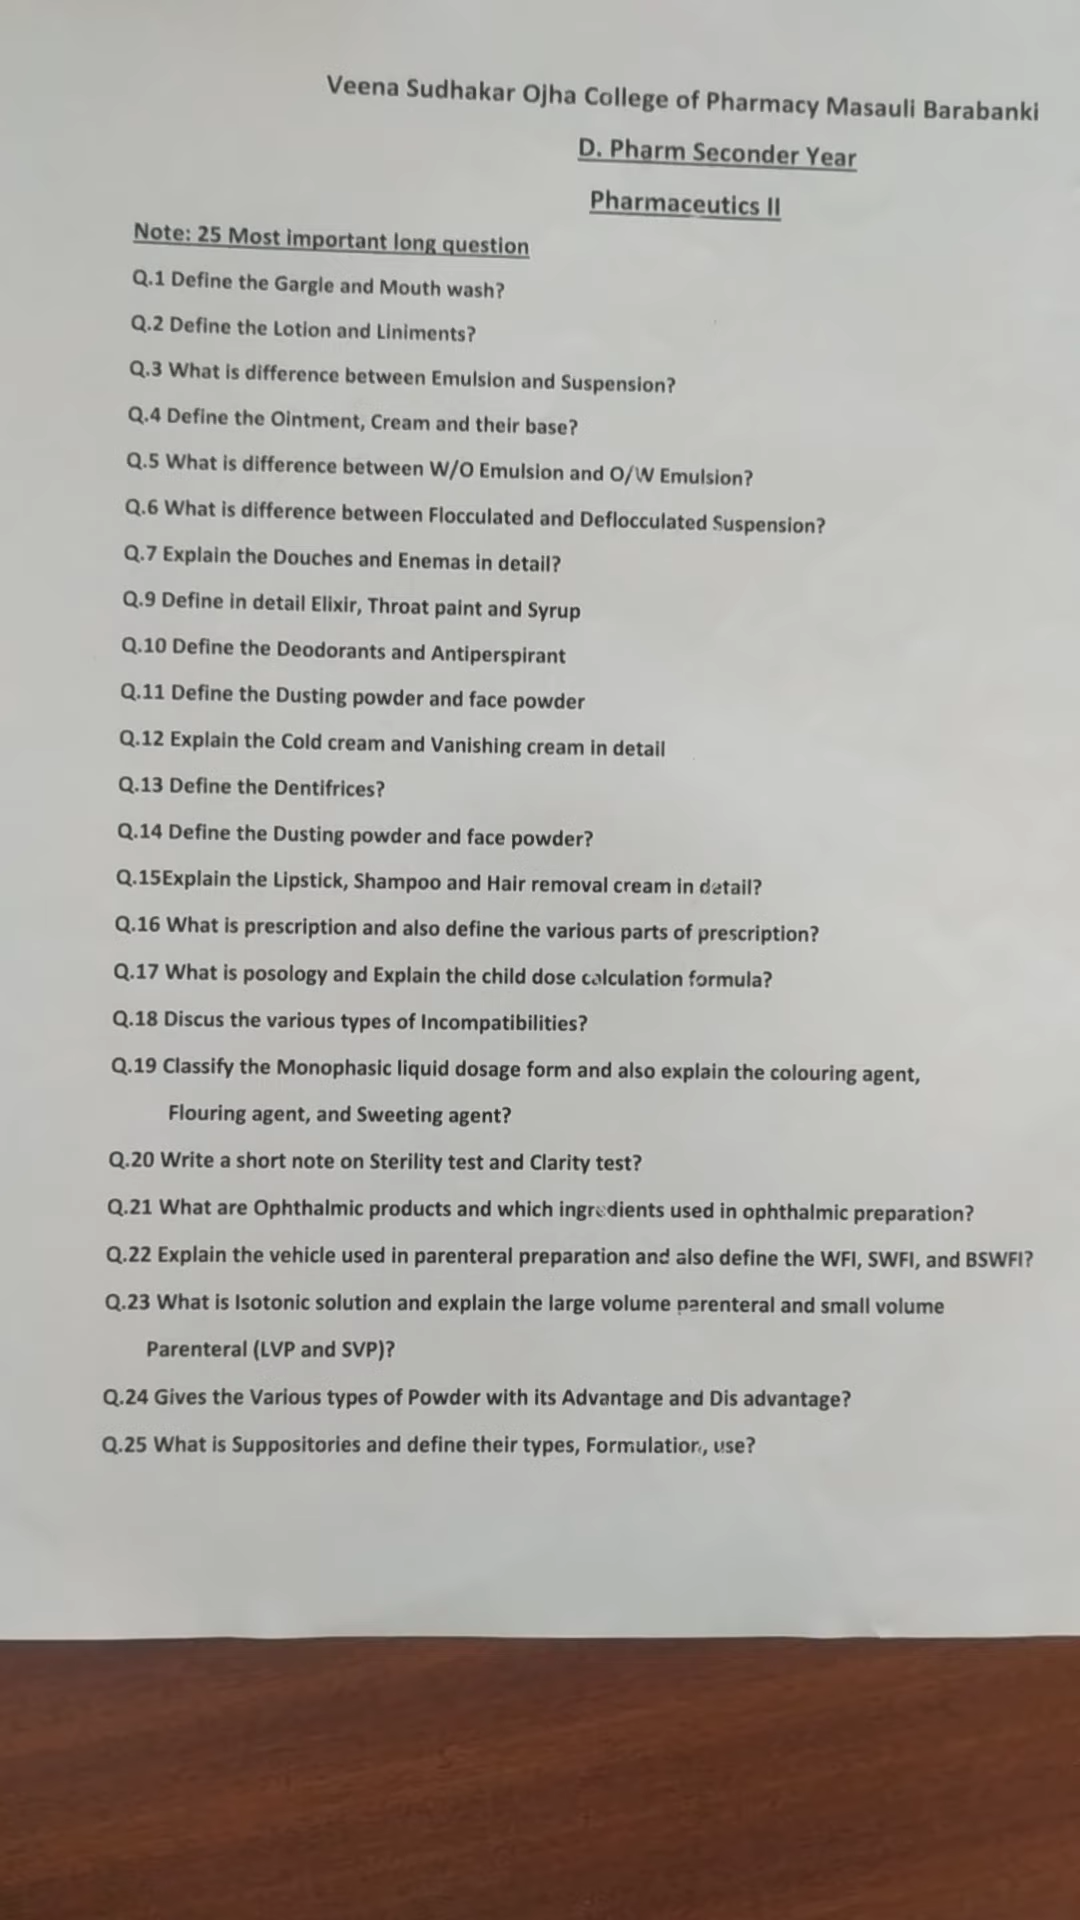 Veena Sudhakar Ojha College of Pharmacy Masauli Barabanki
D. Pharm Seconder Year
Pharmaceutics II
Note: 25 Most important long question
Q.1 Define the Gargle and Mouth wash?
Q.2 Define the Lotion and Liniments?
Q.3 What is difference between Emulsion and Suspension?
Q.4 Define the Ointment, Cream and their base?
Q.5 What is difference between W/O Emulsion and O/W Emulsion?
Q.6 What is difference between Flocculated and Deflocculated Suspension?
Q.7 Explain the Douches and Enemas in detail?
Q.9 Define in detail Elixir, Throat paint and Syrup
Q.10 Define the Deodorants and Antiperspirant
Q.11 Define the Dusting powder and face powder
Q.12 Explain the Cold cream and Vanishing cream in detail
Q.13 Define the Dentifrices?
Q.14 Define the Dusting powder and face powder?
Q.15Explain the Lipstick, Shampoo and Hair removal cream in detail?
Q.16 What is prescription and also define the various parts of prescription?
Q.17 What is posology and Explain the child dose calculation formula?
Q.18 Discus the various types of Incompatibilities?
Q.19 Classify the Monophasic liquid dosage form and also explain the colouring agent,
Flouring agent, and Sweeting agent?
Q.20 Write a short note on Sterility test and Clarity test?
Q.21 What are Ophthalmic products and which ingredients used in ophthalmic preparation?
Q.22 Explain the vehicle used in parenteral preparation and also define the WFI, SWFI, and BSWFI?
Q.23 What is Isotonic solution and explain the large volume parenteral and small volume
Parenteral (LVP and SVP)?
Q.24 Gives the Various types of Powder with its Advantage and Dis advantage?
Q.25 What is Suppositories and define their types, Formulation, use?